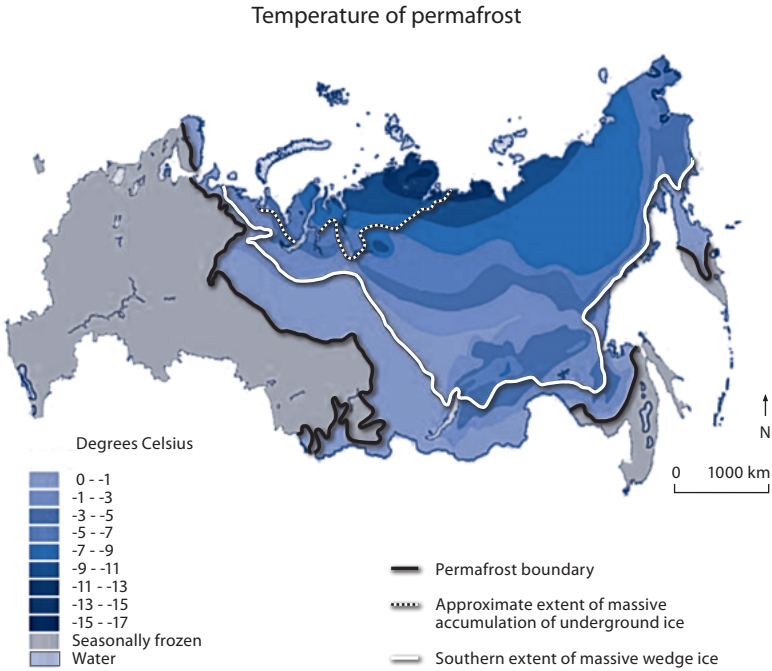 Temperature of permafrost
Degrees Celsius
0 - -1
-1 - -3
-3 - -5
-5 - -7
-7 - -9
-9 - -11
-11 - -13
-13 - -15
-15 - -17
Seasonally frozen
Water
N
0 1000 km
Permafrost boundary
Approximate extent of massive
accumulation of underground ice
Southern extent of massive wedge ice